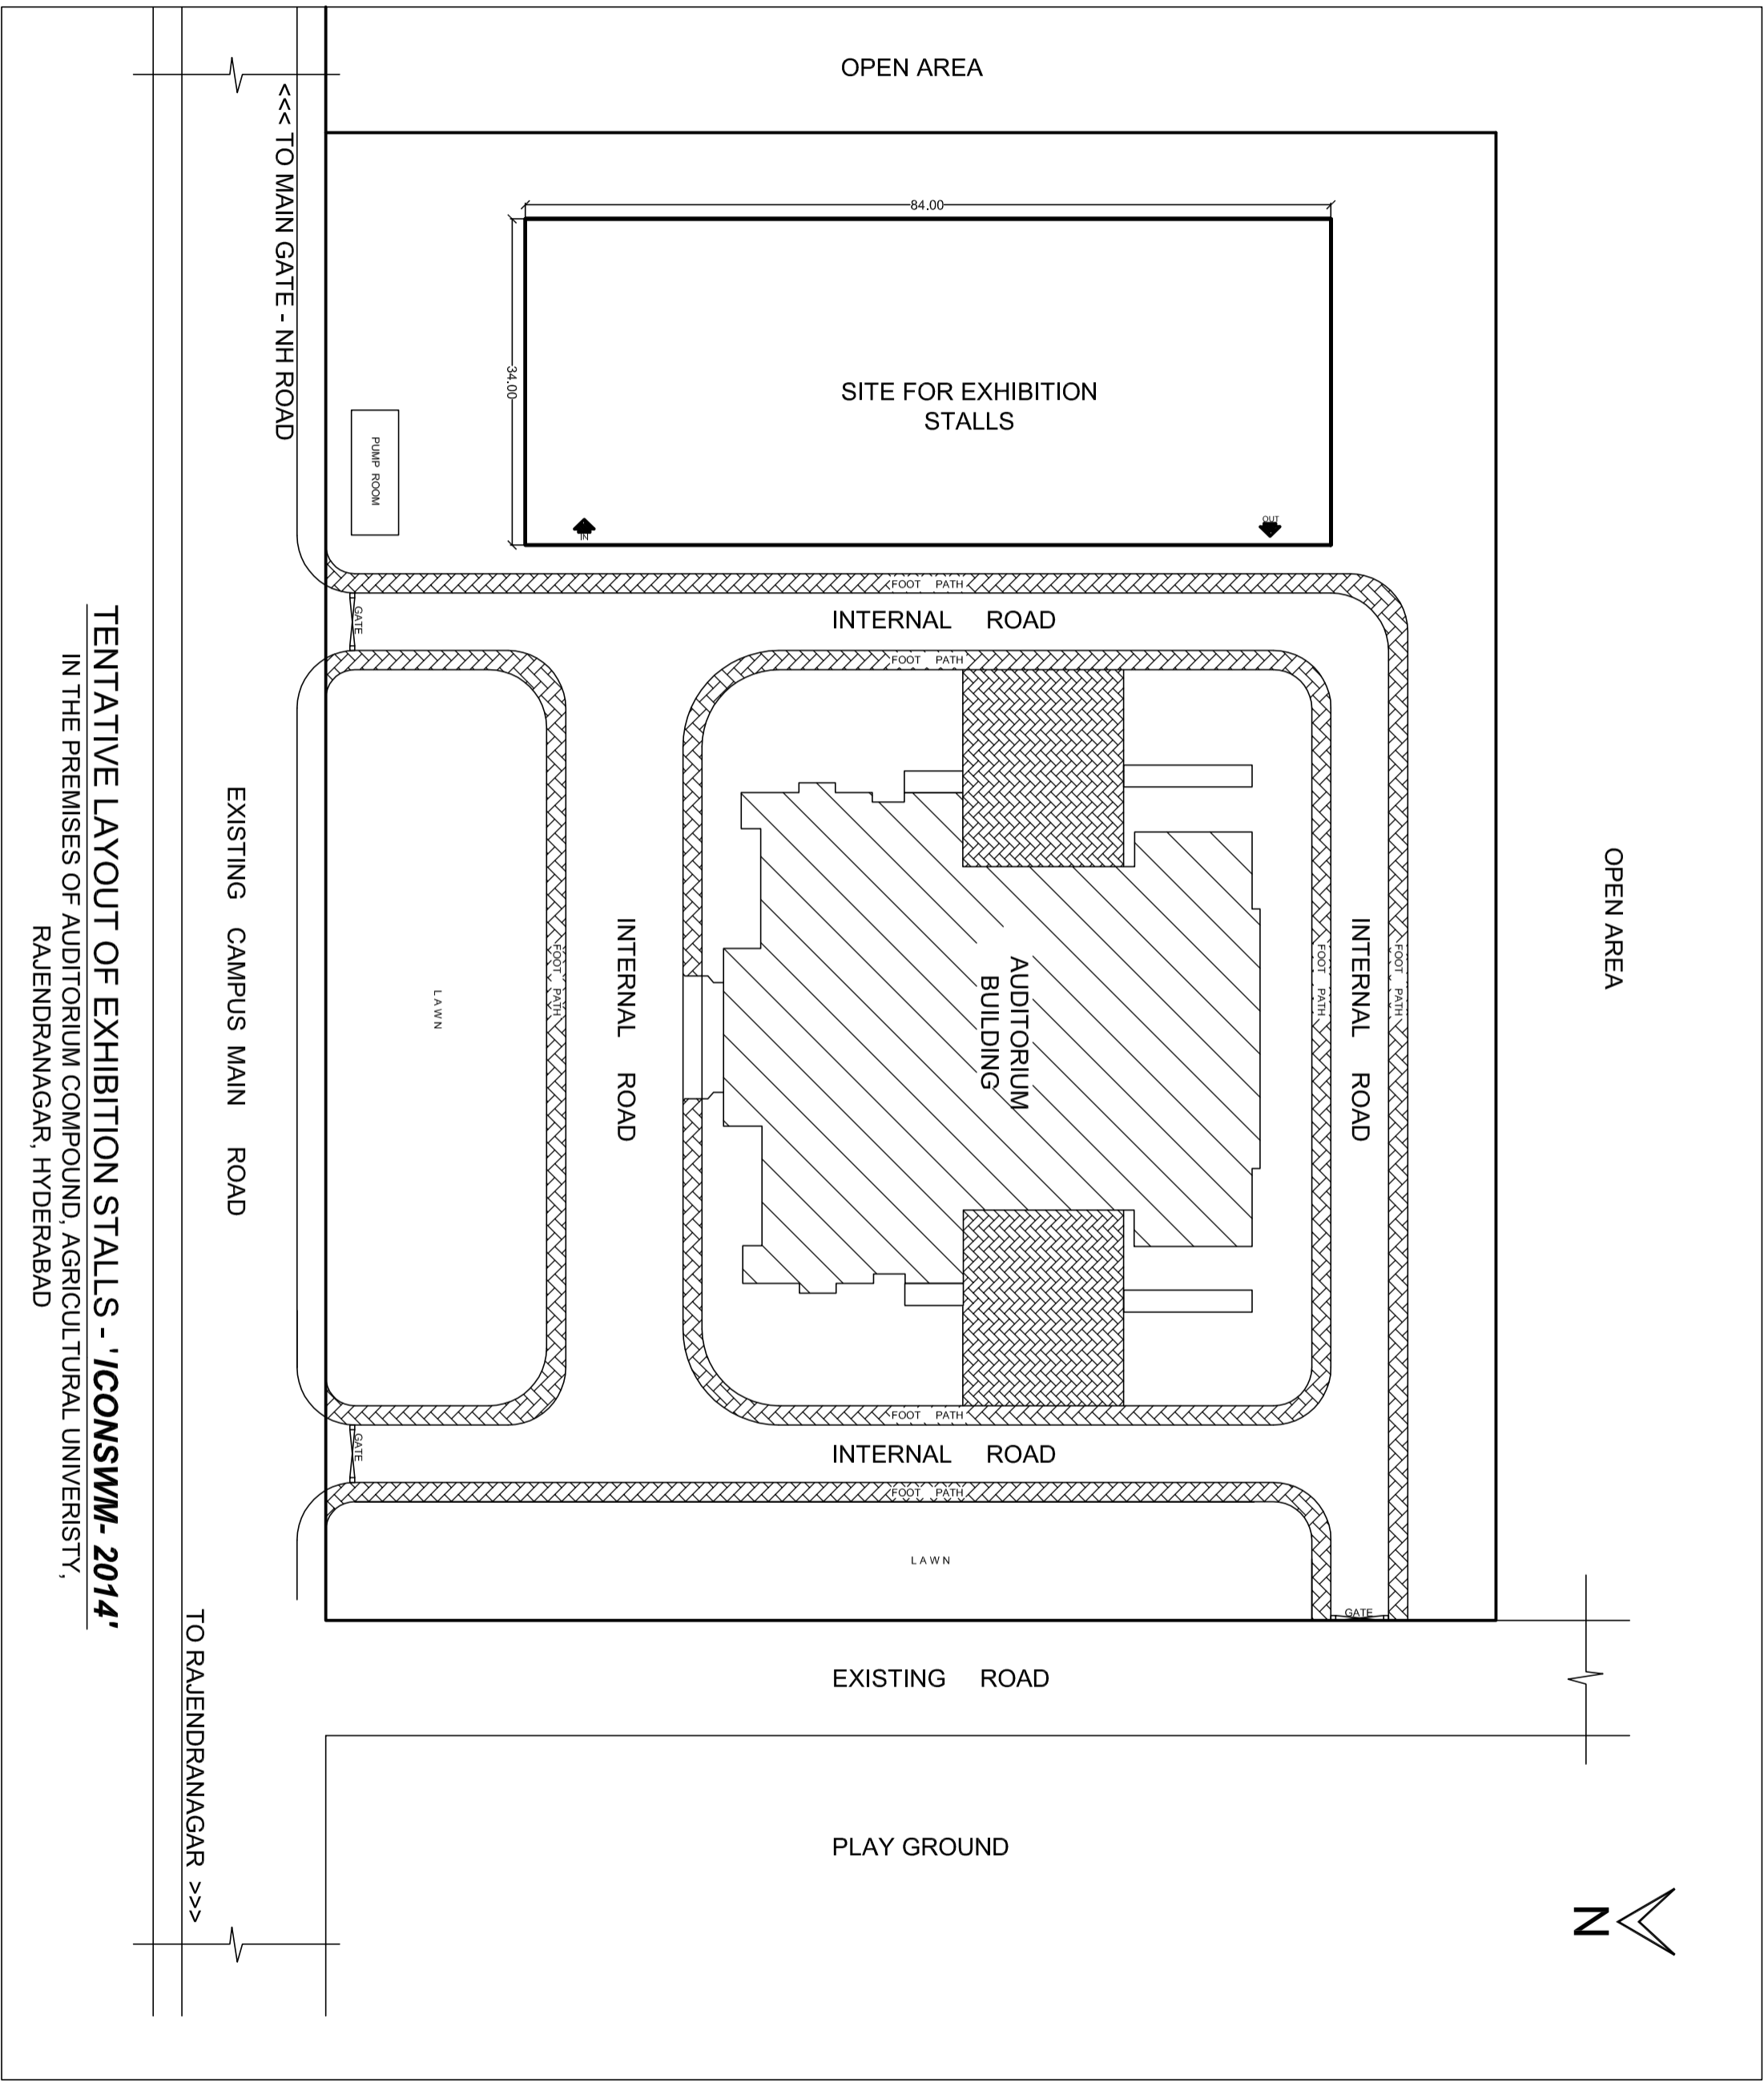 OPEN AREA
<<< TO MAIN GATE - NH ROAD
84.00
34.00
SITE FOR EXHIBITION
STALLS
PUMP ROOM
IN
OUT
FOOT PATH
INTERNAL ROAD
GATE
FOOT PATH
OPEN AREA
EXISTING CAMPUS MAIN ROAD
LAWN
FOOT PATH
INTERNAL ROAD
AUDITORIUM
BUILDING
FOOT PATH
INTERNAL ROAD
FOOT PATH
FOOT PATH
INTERNAL ROAD
GATE
FOOT PATH
LAWN
GATE
EXISTING ROAD
TO RAJENDRANAGAR >>>
PLAY GROUND
N
TENTATIVE LAYOUT OF EXHIBITION STALLS - 'ICONSWM- 2014'
IN THE PREMISES OF AUDITORIUM COMPOUND, AGRICULTURAL UNIVERISTY,
RAJENDRANAGAR, HYDERABAD